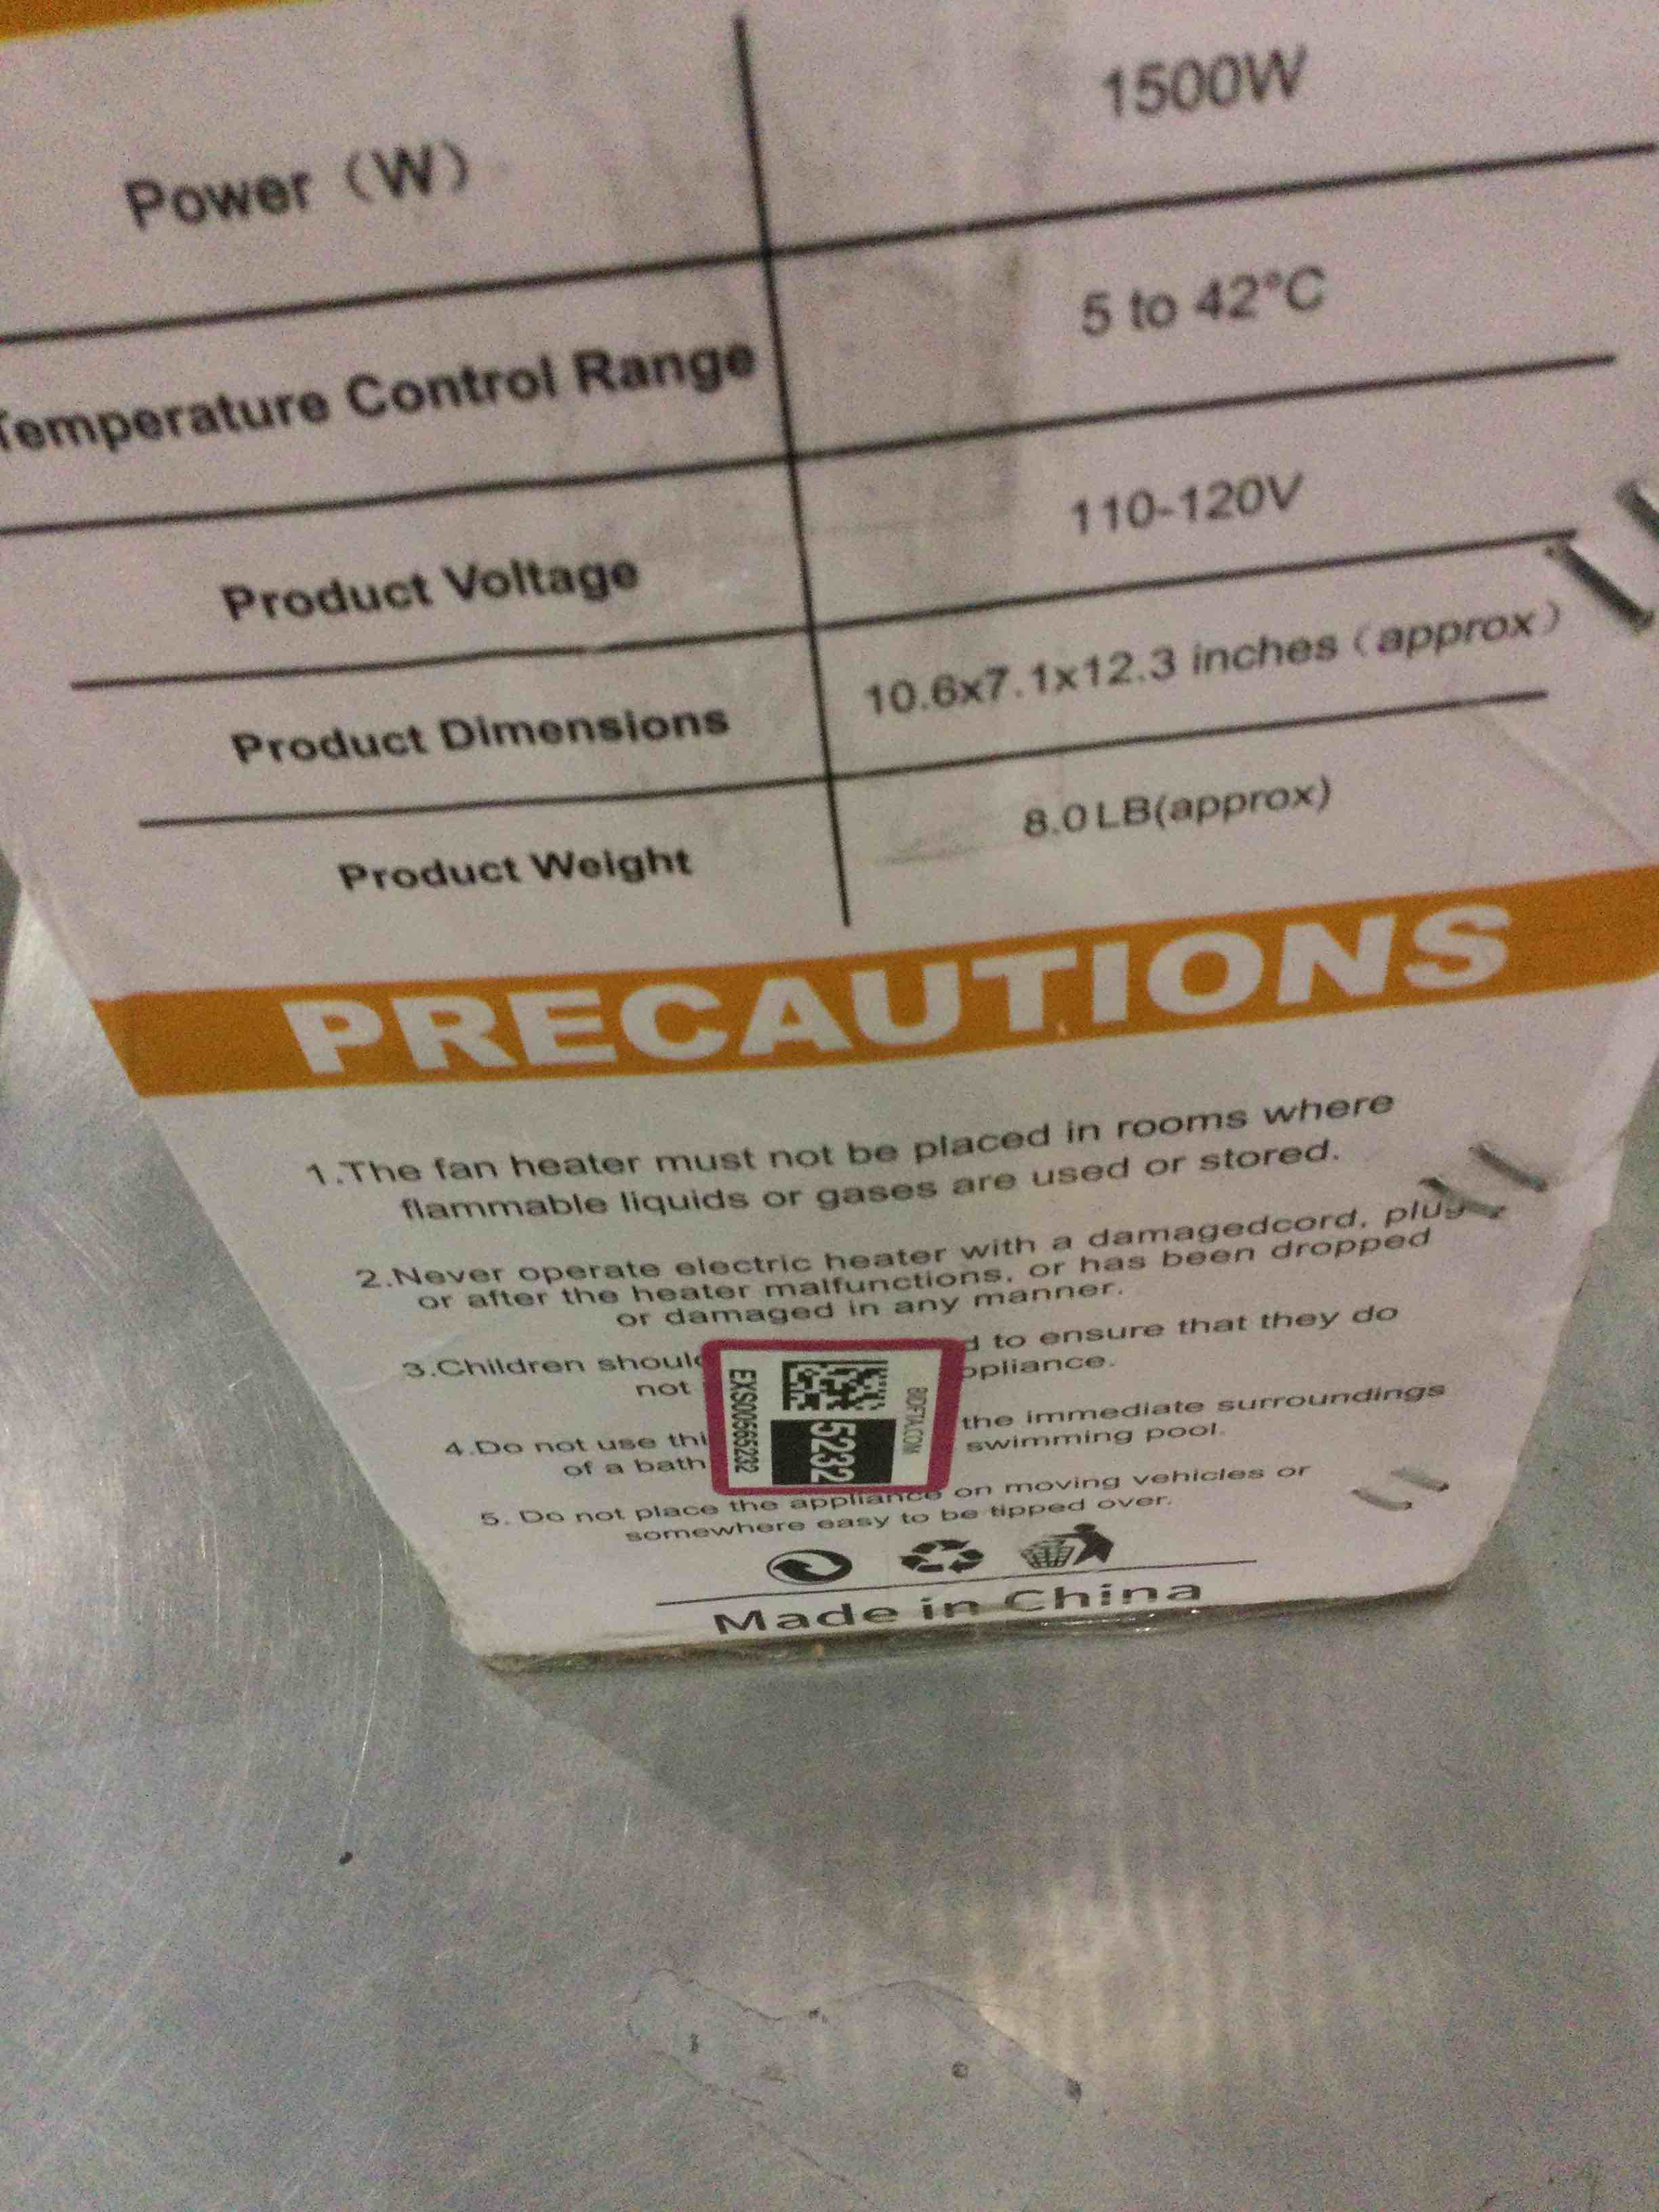 Power（W） 1500W
Temperature Control Range 5 to 42°C
Product Voltage 110-120V
Product Dimensions 10.6x7.1x12.3 inches（approx）
Product Weight 8.0LB(approx)
PRECAUTIONS
1.The fan heater must not be placed in rooms where
flammable liquids or gases are used or stored.
2.Never operate electric heater with a damagedcord, plug
or after the heater malfunctions, or has been dropped
or damaged in any manner.
3.Children should to ensure that they do
not appliance.
4.Do not use this the immediate surroundings
of a bath swimming pool.
5. Do not place the appliance on moving vehicles or
somewhere easy to be tipped over.
BIDFTA.COM
5232
EXS00565232
Made in China